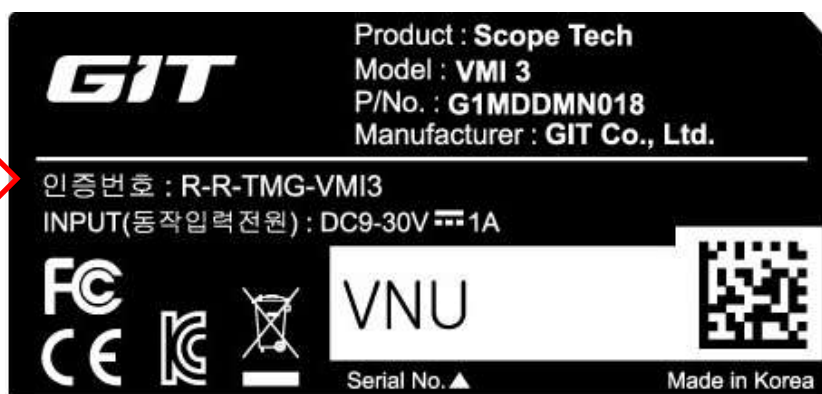 GIT
Product : Scope Tech
Model : VMI 3
P/No. : G1MDDMN018
Manufacturer : GIT Co., Ltd.
인증번호 : R-R-TMG-VMI3
INPUT(동작입력전원) : DC9-30V 1A
FC
CE
VNU
Serial No.▲
Made in Korea